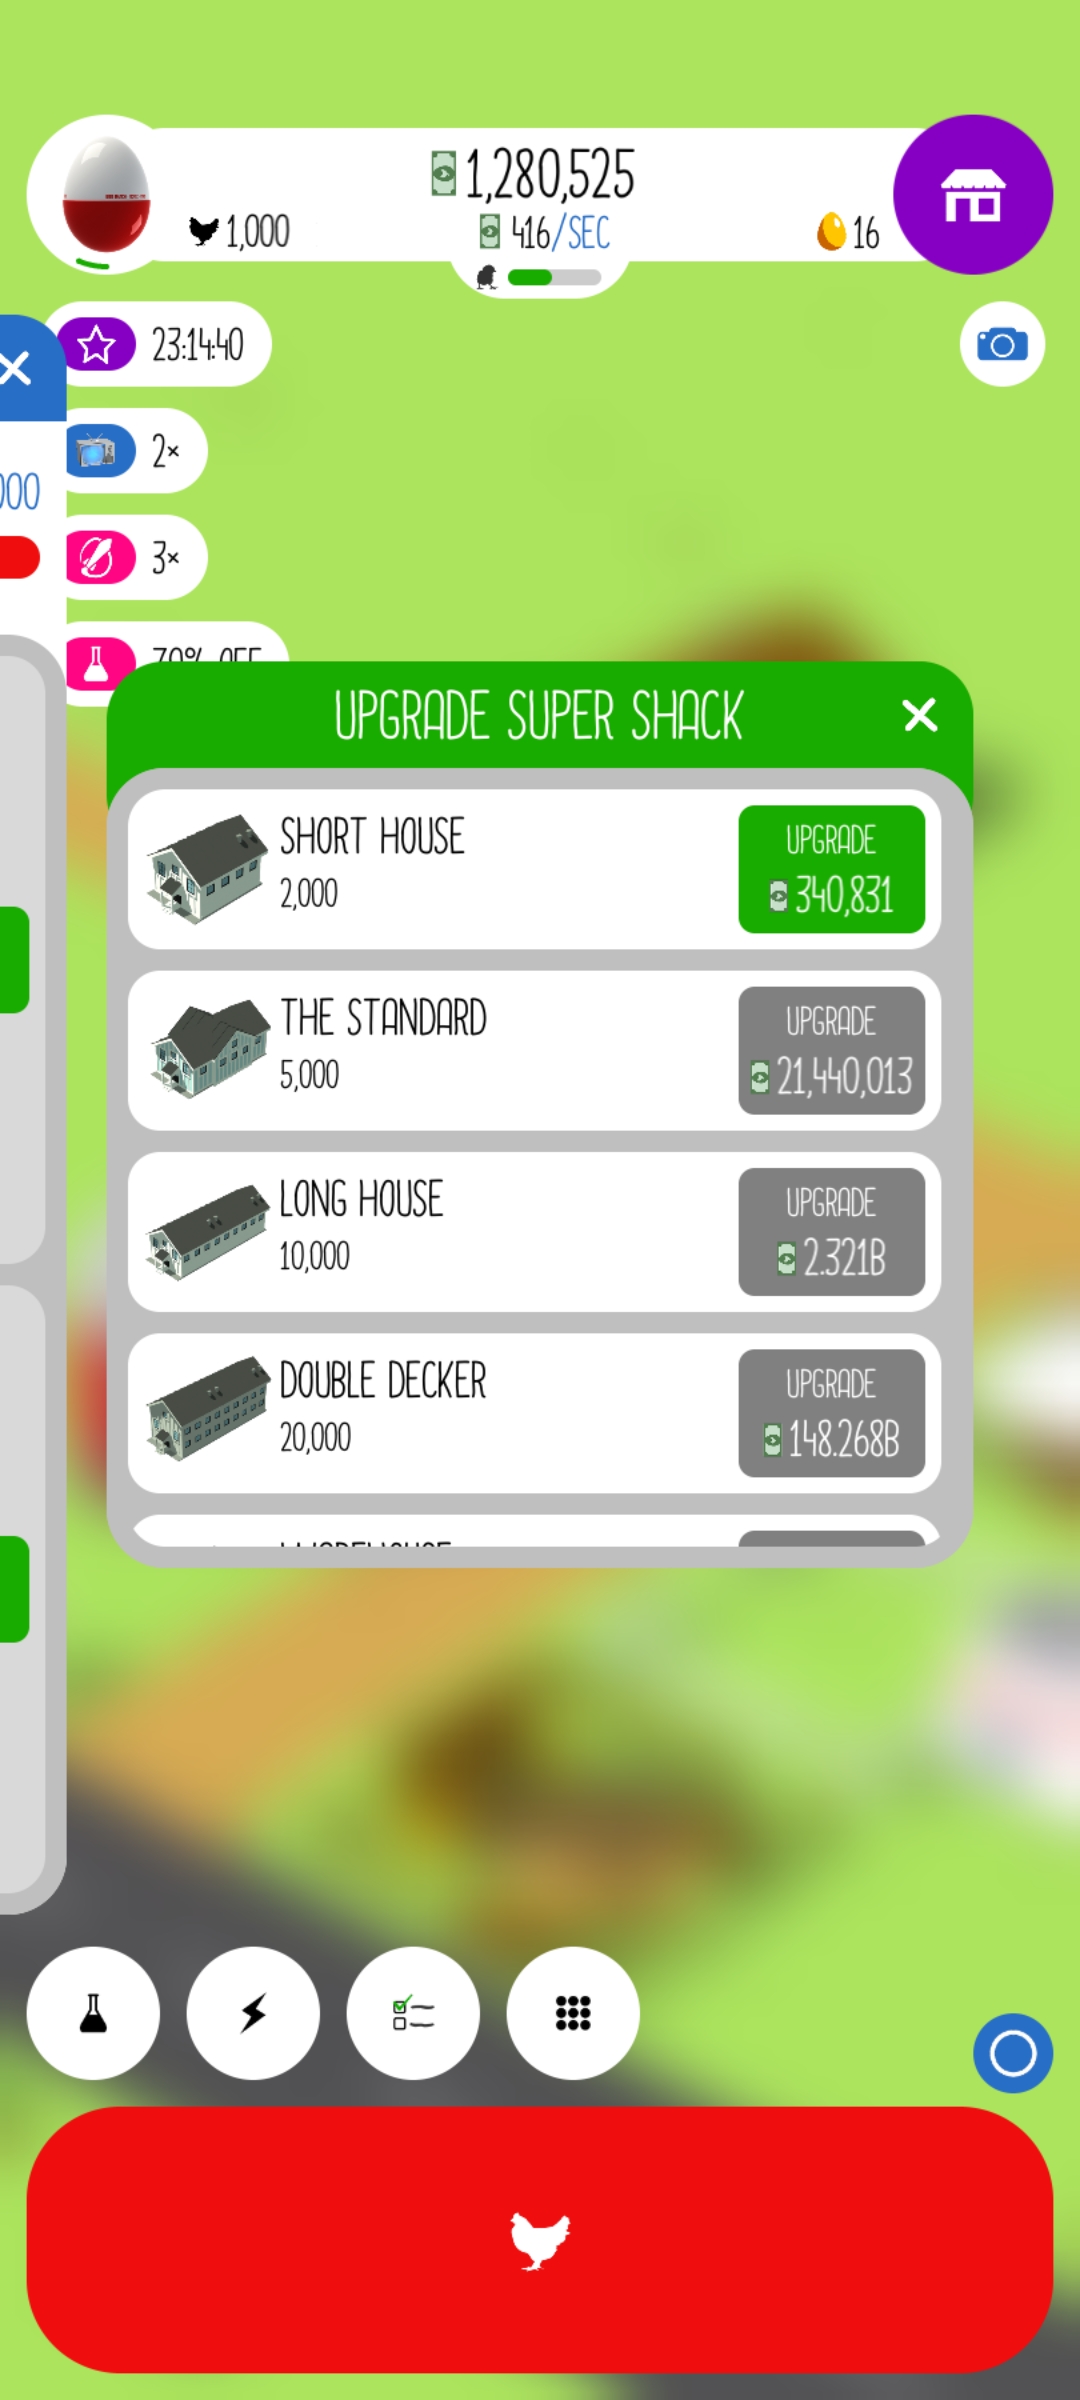 1,280,525
1,000
416/SEC
16
23:14:40
2×
000
3×
70% OFF
UPGRADE SUPER SHACK
SHORT HOUSE
2,000
UPGRADE
340,831
THE STANDARD
5,000
UPGRADE
21,440,013
LONG HOUSE
10,000
UPGRADE
2.321B
DOUBLE DECKER
20,000
UPGRADE
148.268B